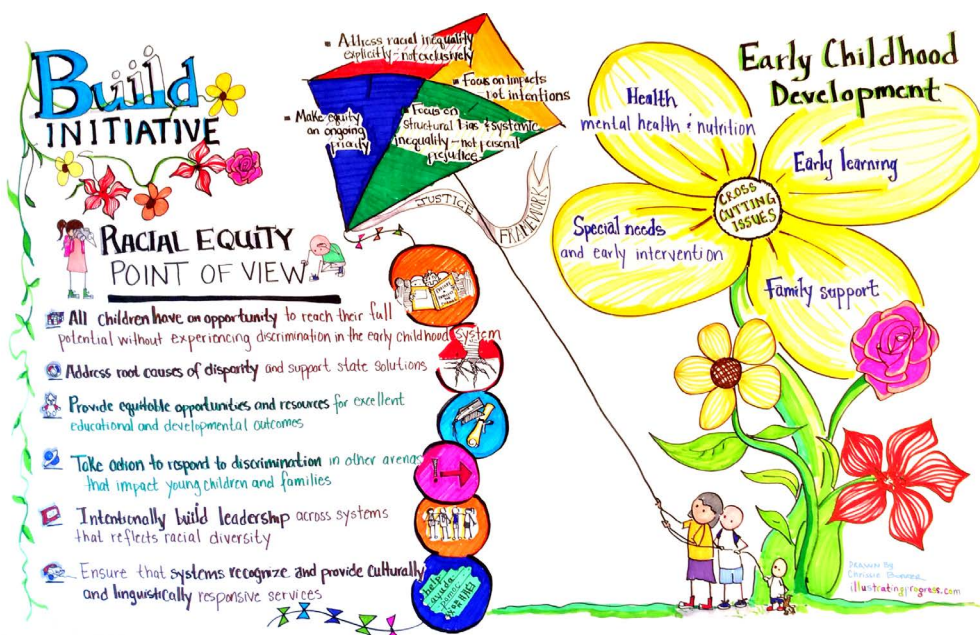 Build
INITIATIVE
RACIAL EQUITY
POINT OF VIEW
All children have an opportunity to reach their full
potential without experiencing discrimination in the early childhood system
Address root causes of disparity and support state solutions
Provide equitable opportunities and resources for excellent
educational and developmental outcomes
Take action to respond to discrimination in other arenas
that impact young children and families
Intentionally build leadership across systems
that reflects racial diversity
Ensure that systems recognize and provide culturally
and linguistically responsive services
help
ayuda
pomoc
Address racial inequality
explicitly - not exclusively
Focus on impacts
not intentions
Make equity
an ongoing
priority
Focus on
structural bias & systemic
inequality - not personal
prejudice
JUSTICE
FRAMEWORK
Early Childhood
Development
Health
mental health & nutrition
Early learning
CROSS
CUTTING
ISSUES
Special needs
and early intervention
Family support
DRAWN By
illustratingprogress.com